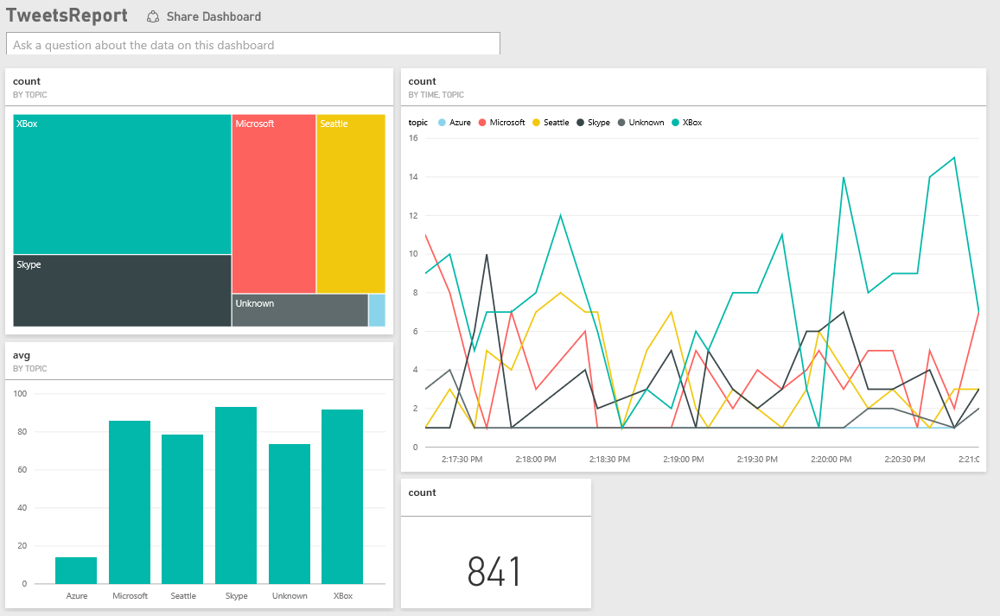 TweetsReport Share Dashboard
Ask a question about the data on this dashboard
count
BY TOPIC
XBox
Microsoft
Seattle
Skype
Unknown
avg
BY TOPIC
100
80
60
40
20
0
Azure Microsoft Seattle Skype Unknown XBox
count
BY TIME, TOPIC
topic Azure Microsoft Seattle Skype Unknown XBox
16
14
12
10
8
6
4
2
0
2:17:30 PM 2:18:00 PM 2:18:30 PM 2:19:00 PM 2:19:30 PM 2:20:00 PM 2:20:30 PM 2:21:0
count
841